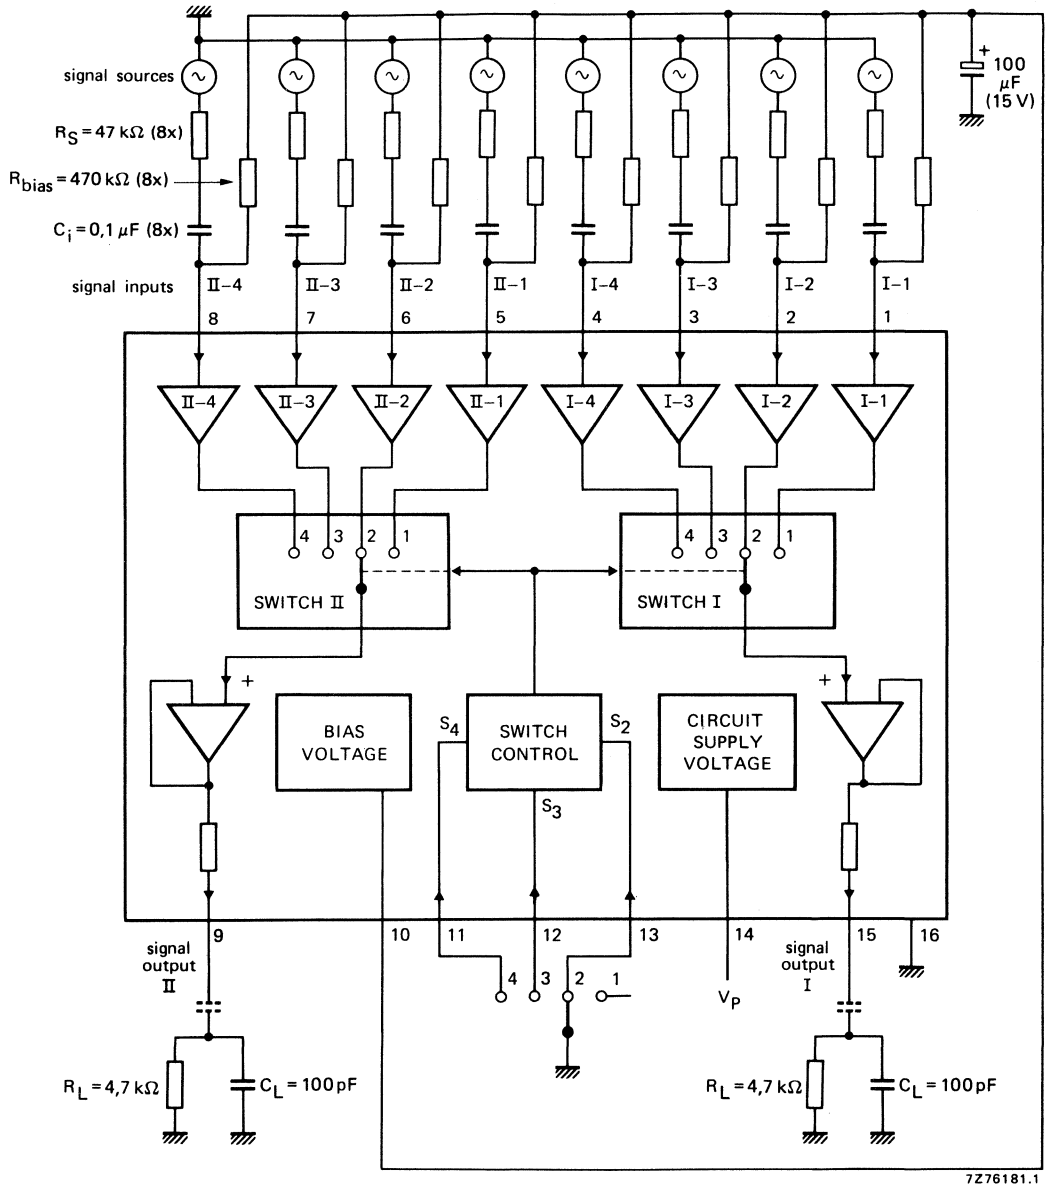 signal sources
+
100
µF
(15 V)
R_S = 47 kΩ (8x)
R_bias = 470 kΩ (8x)
C_i = 0,1 µF (8x)
signal inputs
II–4 II–3 II–2 II–1 I–4 I–3 I–2 I–1
8 7 6 5 4 3 2 1
II–4 II–3 II–2 II–1 I–4 I–3 I–2 I–1
4 3 2 1 4 3 2 1
SWITCH II SWITCH I
+ +
BIAS
VOLTAGE
S4 SWITCH
CONTROL S2
S3
CIRCUIT
SUPPLY
VOLTAGE
9 10 11 12 13 14 15 16
signal
output
II
4 3 2 1
V_P
signal
output
I
R_L = 4,7 kΩ C_L = 100 pF R_L = 4,7 kΩ C_L = 100 pF
7Z76181.1